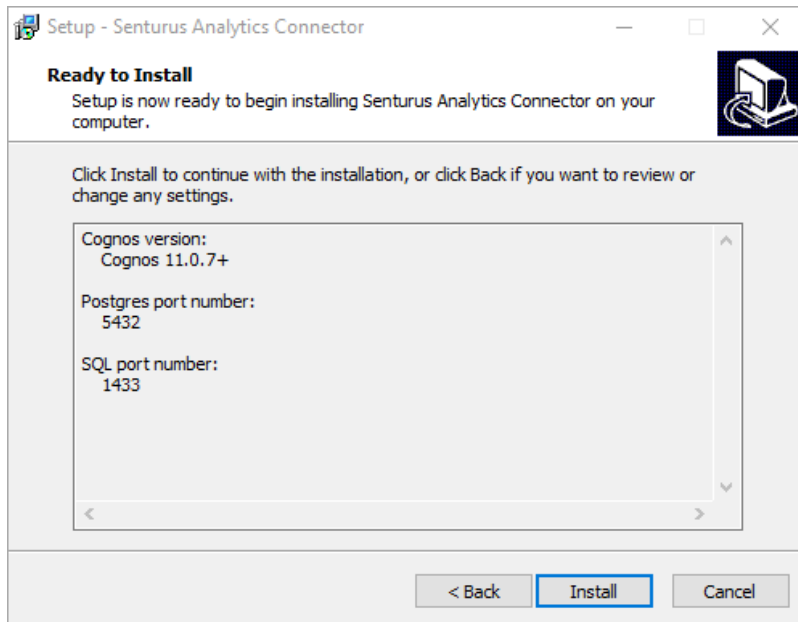 Setup - Senturus Analytics Connector
Ready to Install
Setup is now ready to begin installing Senturus Analytics Connector on your
computer.
Click Install to continue with the installation, or click Back if you want to review or
change any settings.
Cognos version:
Cognos 11.0.7+
Postgres port number:
5432
SQL port number:
1433
< Back
Install
Cancel